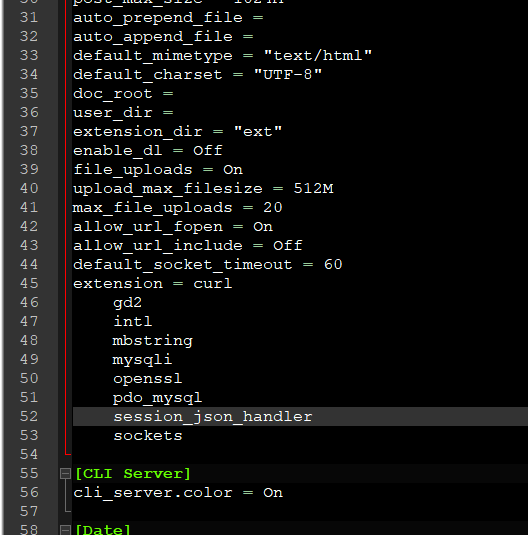 31 auto_prepend_file =
32 auto_append_file =
33 default_mimetype = "text/html"
34 default_charset = "UTF-8"
35 doc_root =
36 user_dir =
37 extension_dir = "ext"
38 enable_dl = Off
39 file_uploads = On
40 upload_max_filesize = 512M
41 max_file_uploads = 20
42 allow_url_fopen = On
43 allow_url_include = Off
44 default_socket_timeout = 60
45 extension = curl
46 gd2
47 intl
48 mbstring
49 mysqli
50 openssl
51 pdo_mysql
52 session_json_handler
53 sockets
54
55 [CLI Server]
56 cli_server.color = On
57
58 [Date]